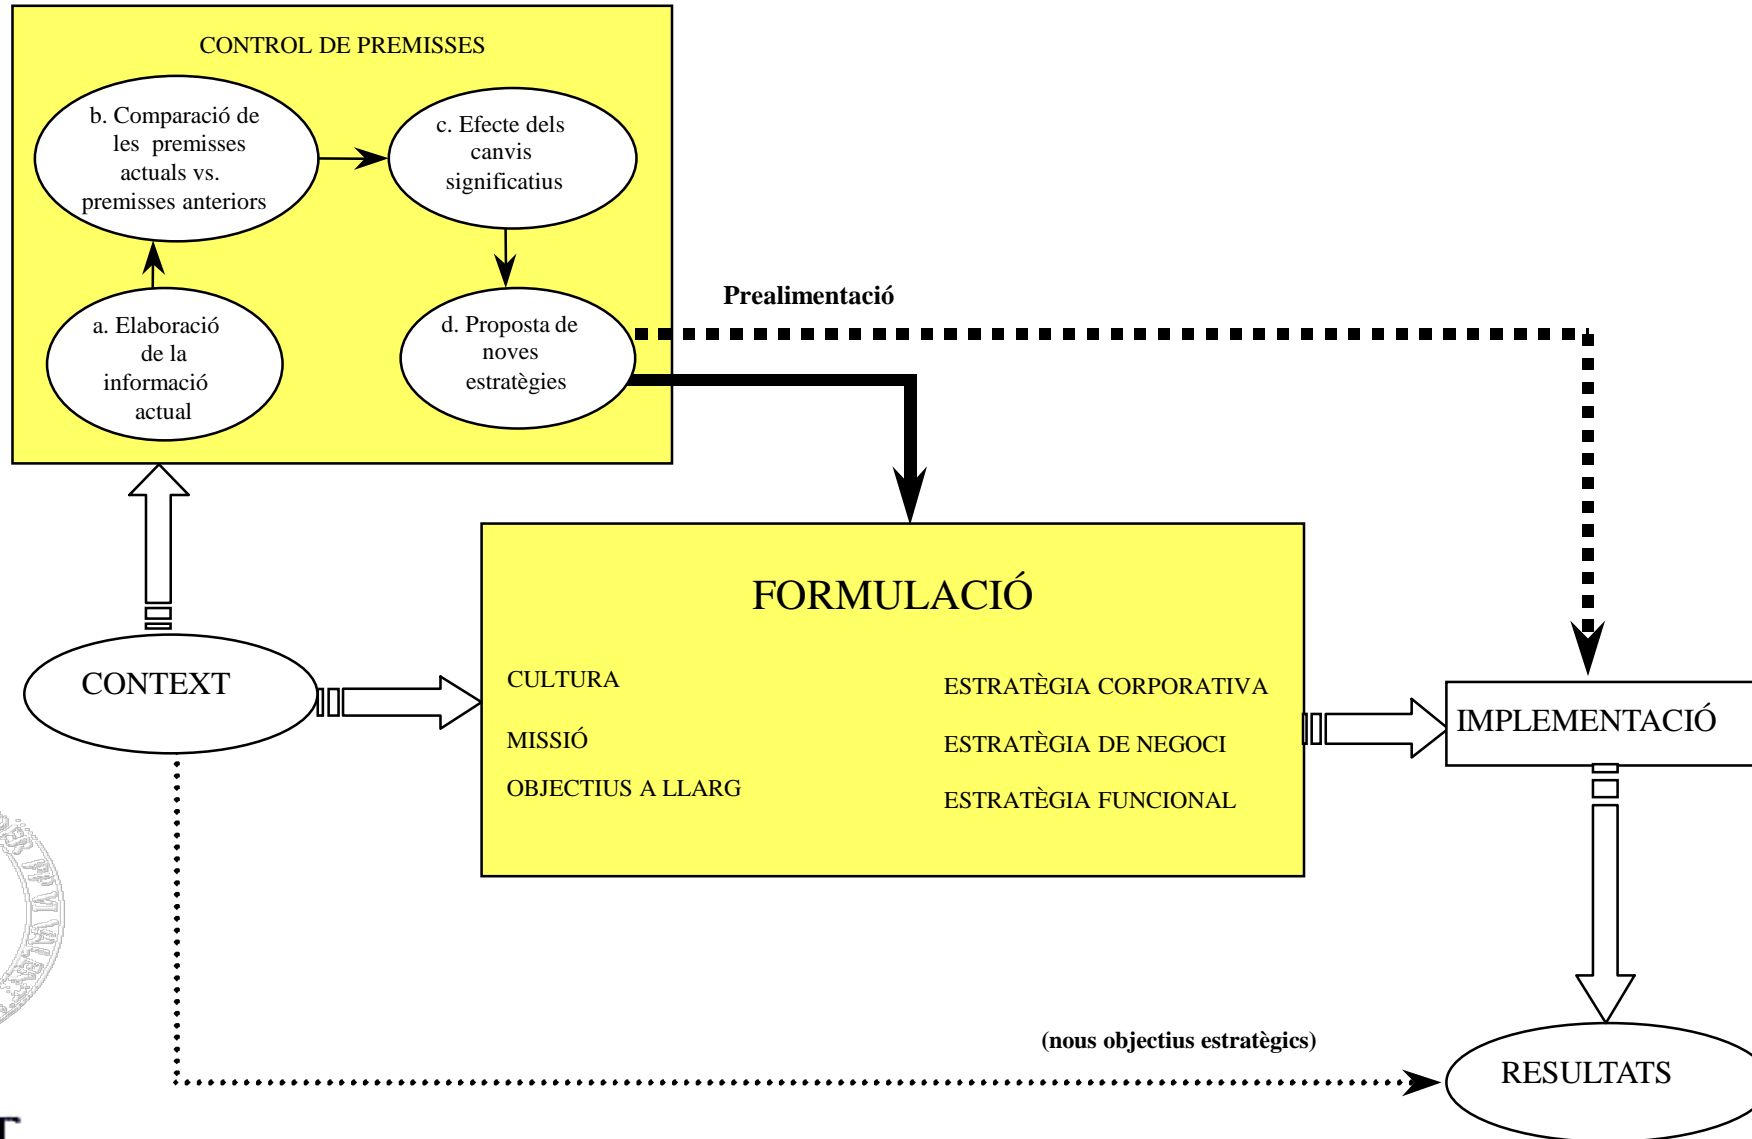 CONTROL DE PREMISSES
b. Comparació de
les premisses
actuals vs.
premisses anteriors
c. Efecte dels
canvis
significatius
a. Elaboració
de la
informació
actual
d. Proposta de
noves
estratègies
Prealimentació
FORMULACIÓ
CULTURA
MISSIÓ
OBJECTIUS A LLARG
ESTRATÈGIA CORPORATIVA
ESTRATÈGIA DE NEGOCI
ESTRATÈGIA FUNCIONAL
CONTEXT
IMPLEMENTACIÓ
(nous objectius estratègics)
RESULTATS